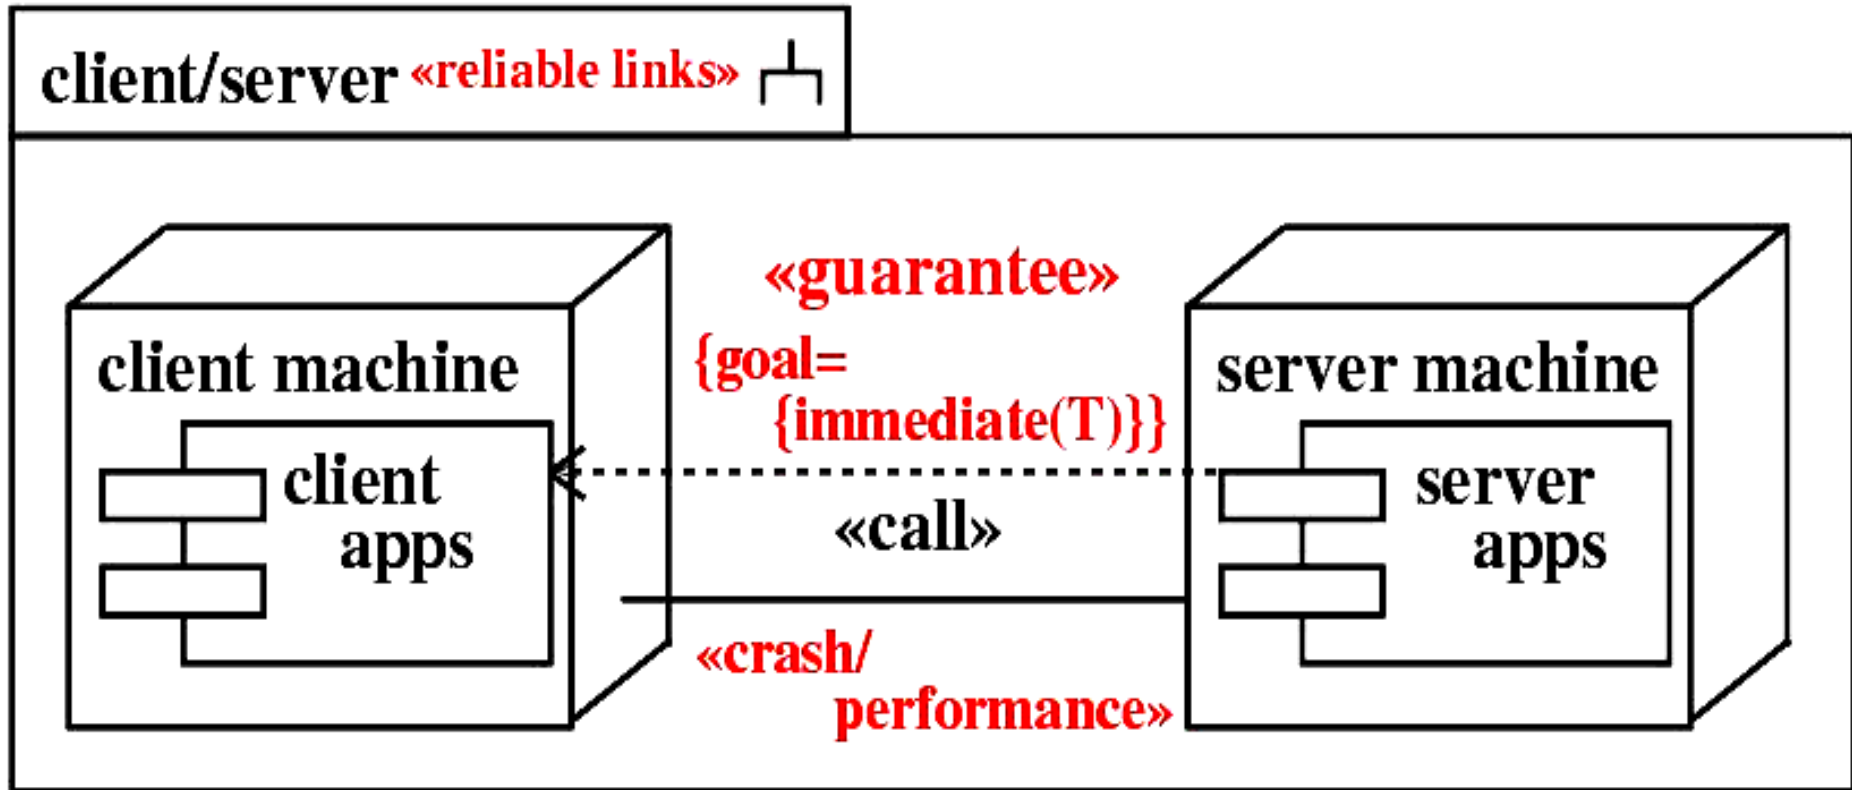 client/server «reliable links»
«guarantee»
{goal=
{immediate(T)}}
client machine
server machine
client
apps
server
apps
«call»
«crash/
performance»